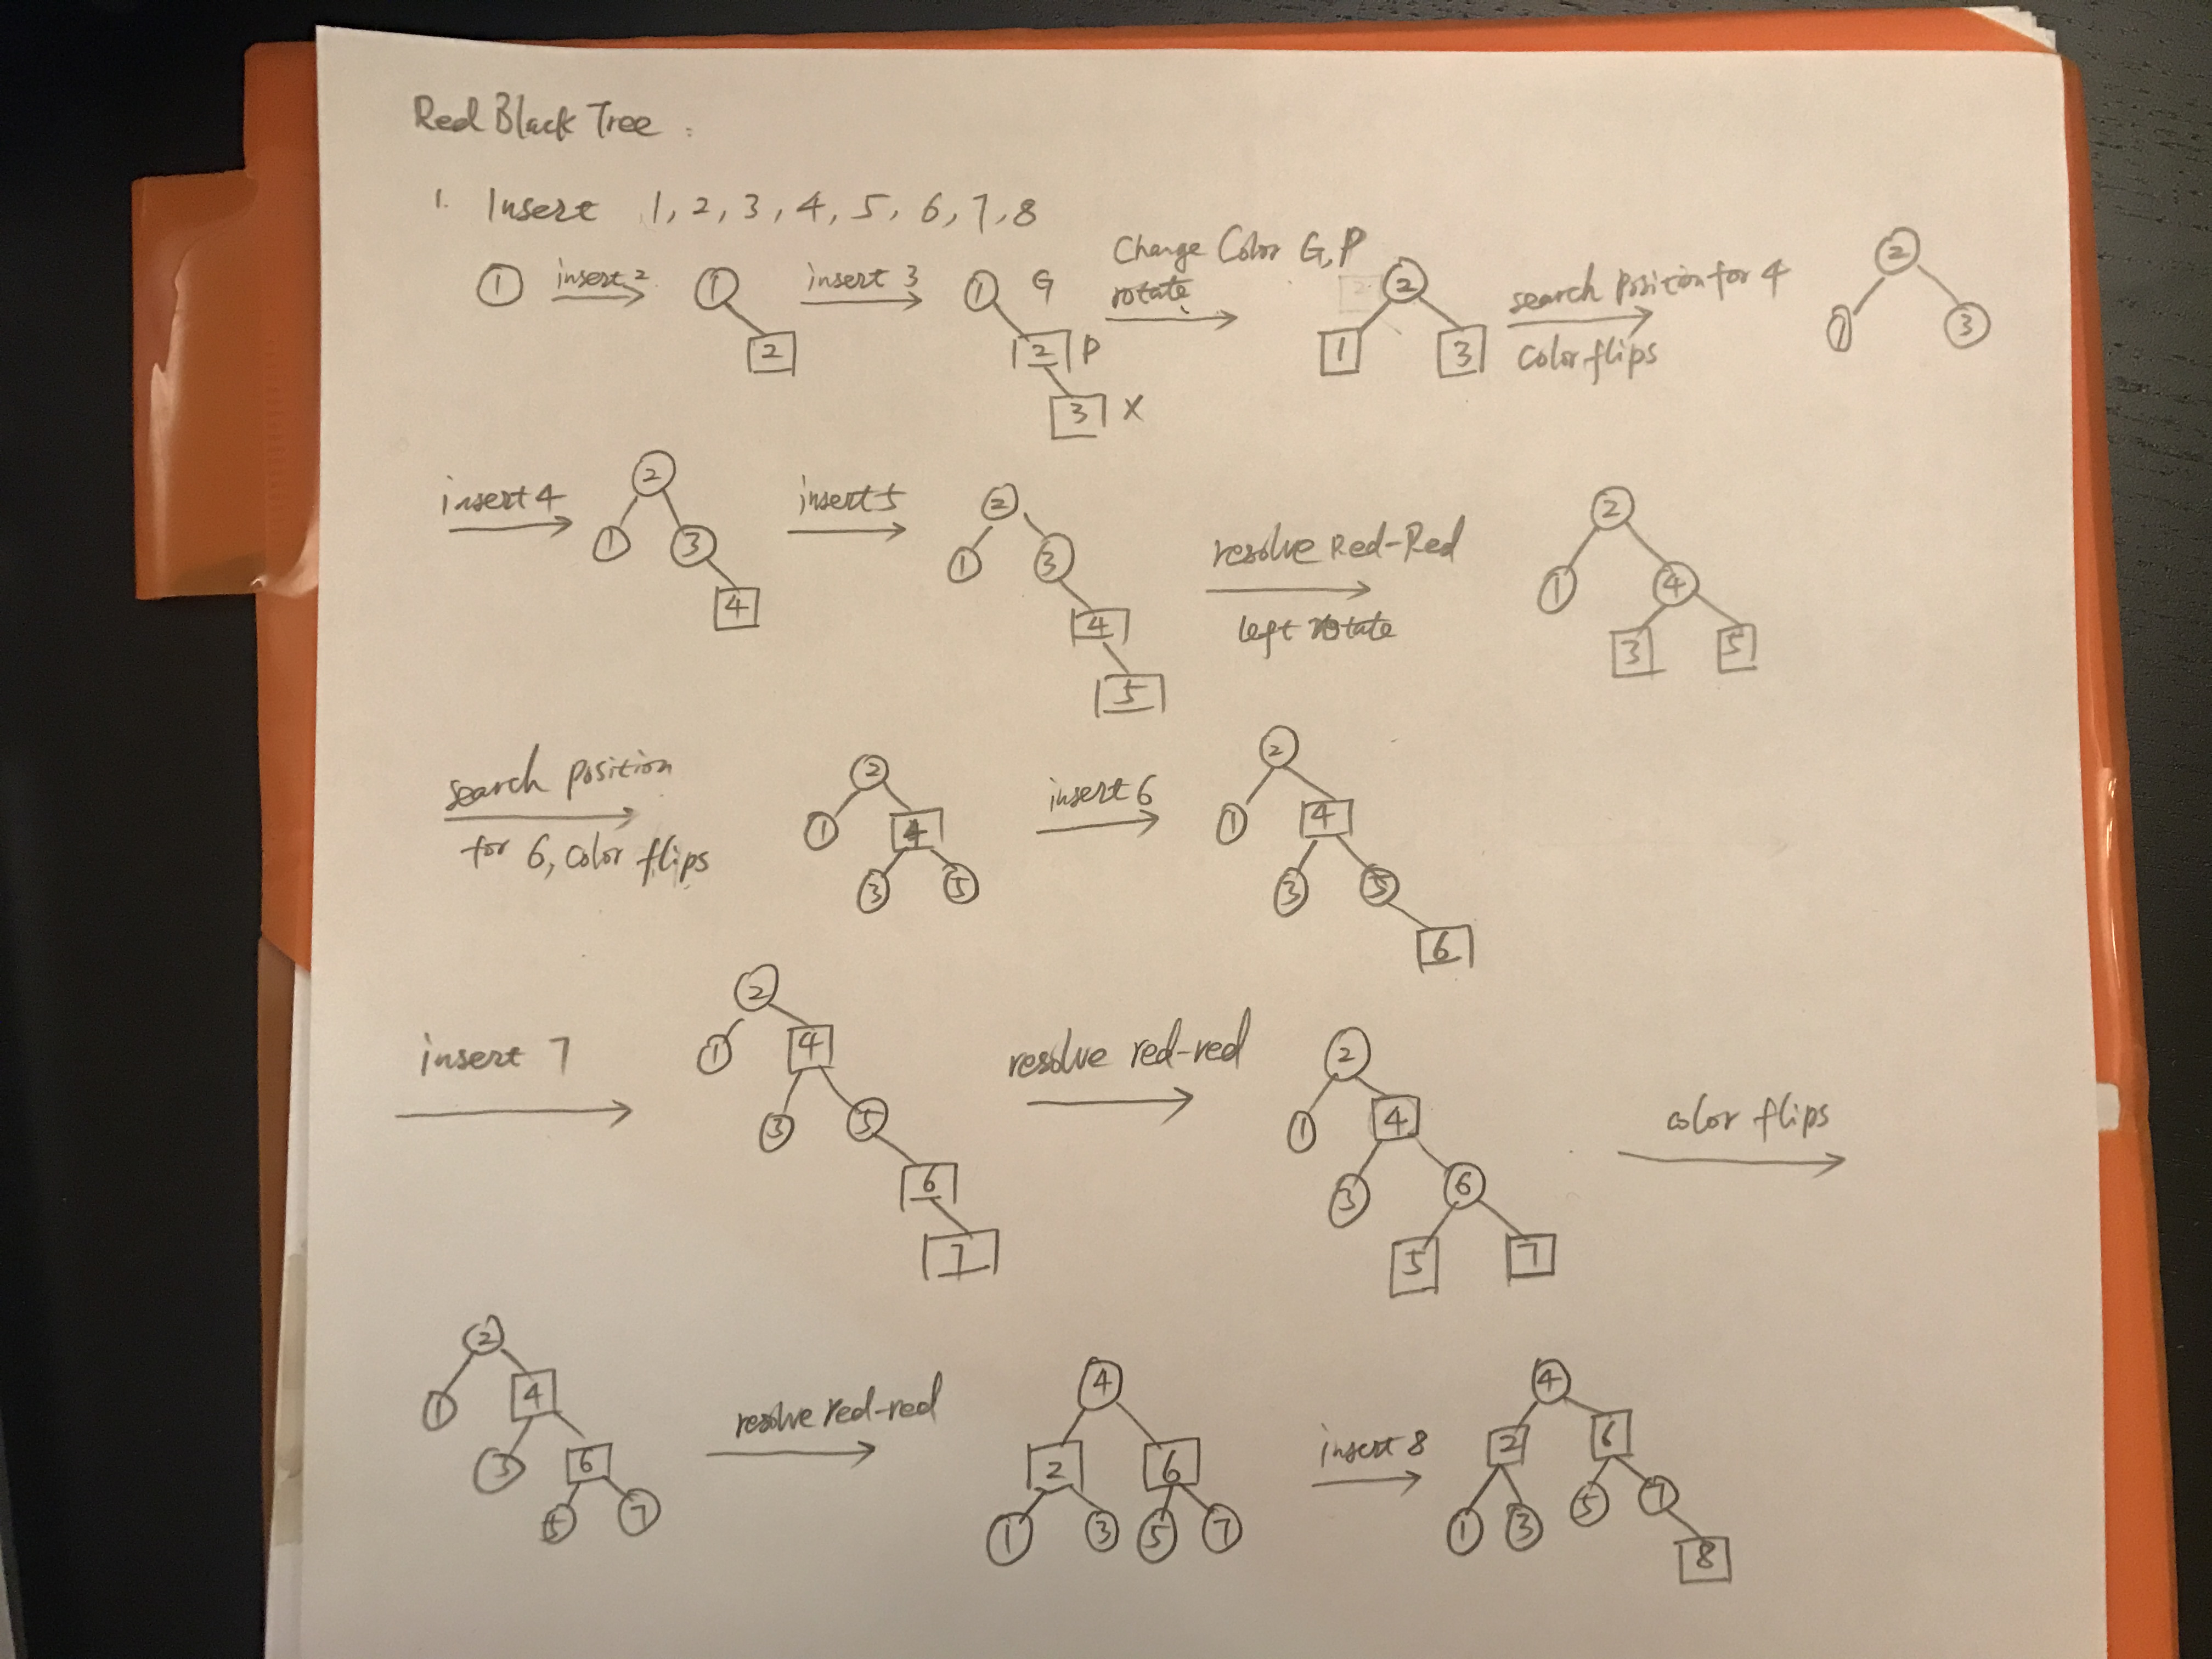 Red Black Tree :
1. Insert 1, 2, 3, 4, 5, 6, 7, 8
1 insert 2 1 2 insert 3 1 G 2 P 3 X Change Color G, P rotate 2 1 3 search position for 4 color flips 2 1 3
insert 4 2 1 3 4 insert 5 2 1 3 4 5 resolve Red-Red left rotate 2 1 4 3 5
search position for 6, color flips 2 1 4 3 5 insert 6 2 1 4 3 5 6
insert 7 2 1 4 3 5 6 7 resolve red-red 2 1 4 3 6 5 7 color flips
2 1 4 3 6 5 7 resolve red-red 4 2 6 1 3 5 7 insert 8 4 2 6 1 3 5 7 8